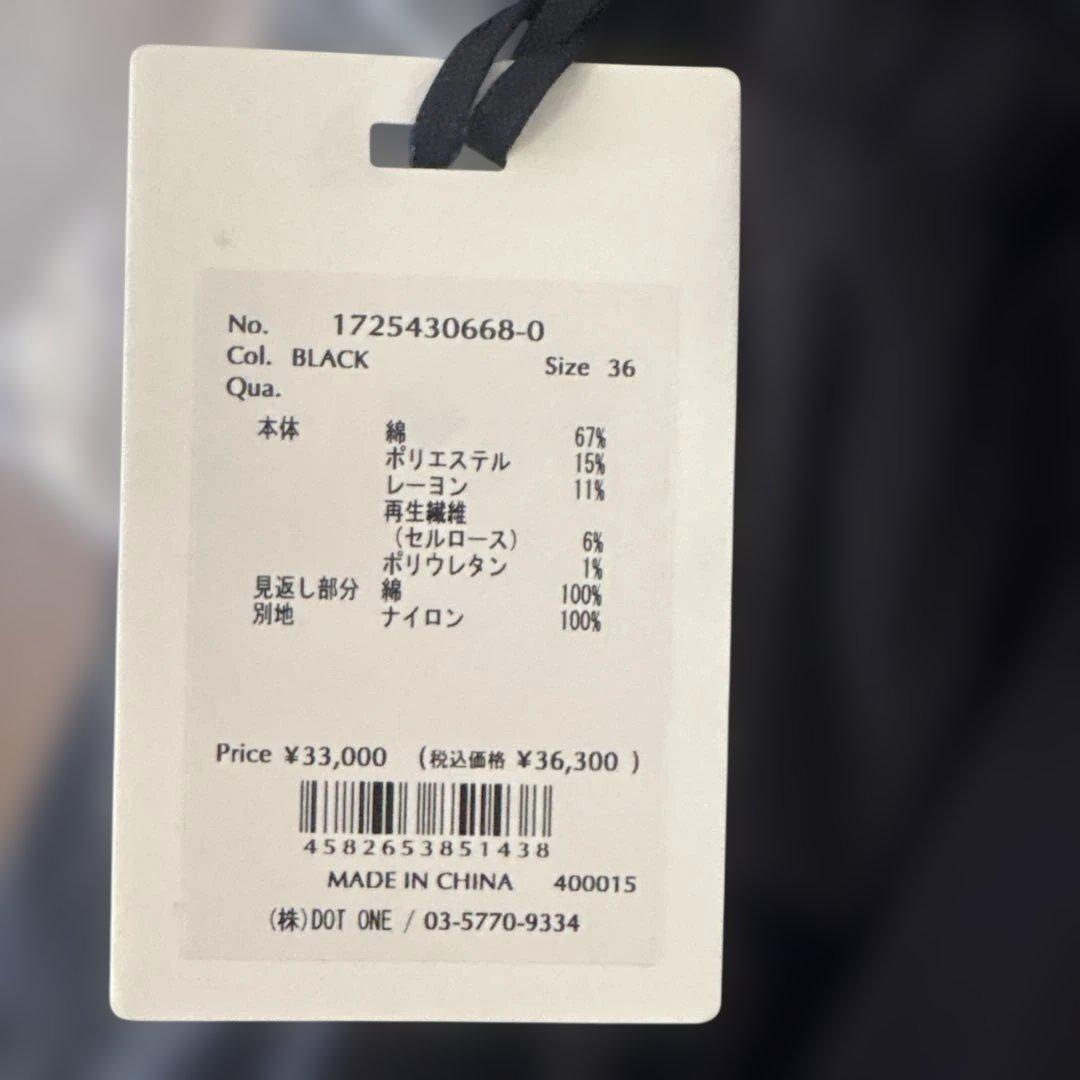 No. 1725430668-0
Col. BLACK Size 36
Qua.
本体 綿 67%
ポリエステル 15%
レーヨン 11%
再生繊維
（セルロース） 6%
ポリウレタン 1%
見返し部分 綿 100%
別地 ナイロン 100%
Price ¥33,000 (税込価格 ¥36,300 )
4582653851438
MADE IN CHINA 400015
(株)DOT ONE / 03-5770-9334